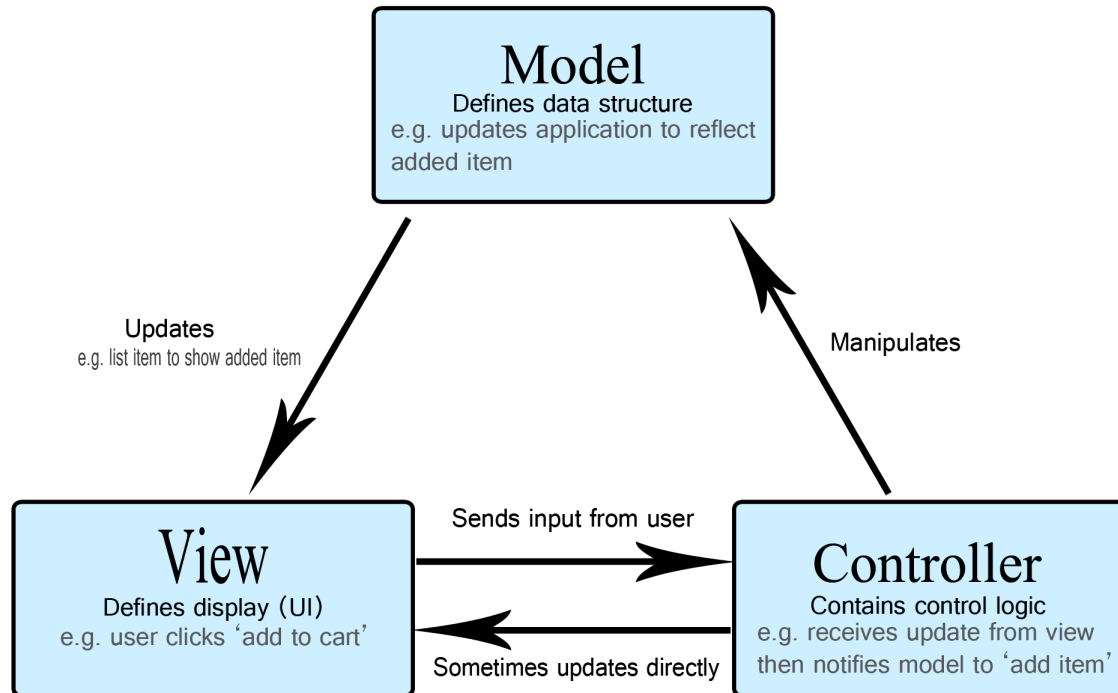 Model
Defines data structure
e.g. updates application to reflect
added item
Updates
e.g. list item to show added item
Manipulates
Sends input from user
View
Defines display (UI)
e.g. user clicks ‘add to cart’
Sometimes updates directly
Controller
Contains control logic
e.g. receives update from view
then notifies model to ‘add item’